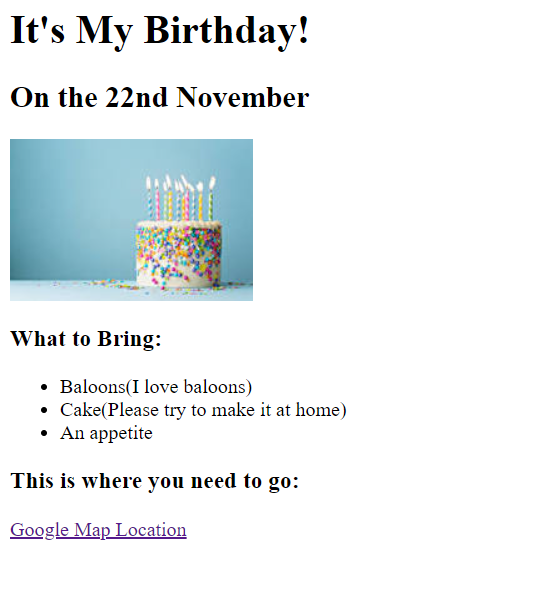 It's My Birthday!
On the 22nd November
What to Bring:
Baloons(I love baloons)
Cake(Please try to make it at home)
An appetite
This is where you need to go:
Google Map Location